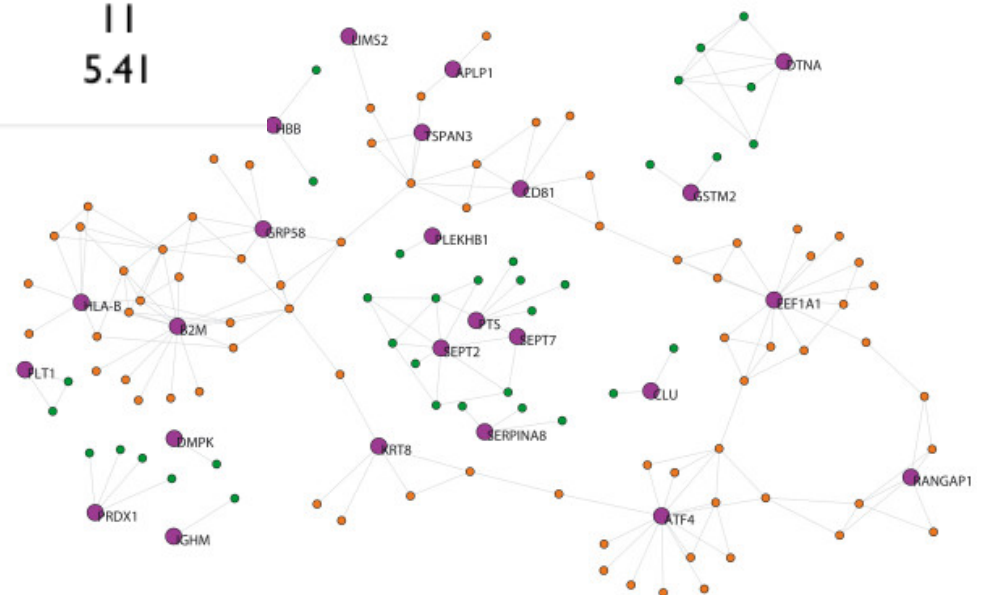 11
5.41
LIMS2
APLP1
DTNA
HBB
TSPAN3
CD81
GSTM2
GRP58
PLEKHB1
HLA-B
EEF1A1
B2M
PTS
SEPT7
SEPT2
FLT1
CLU
SERPINA8
DMPK
KRT8
RANGAP1
PRDX1
ATF4
IGHM